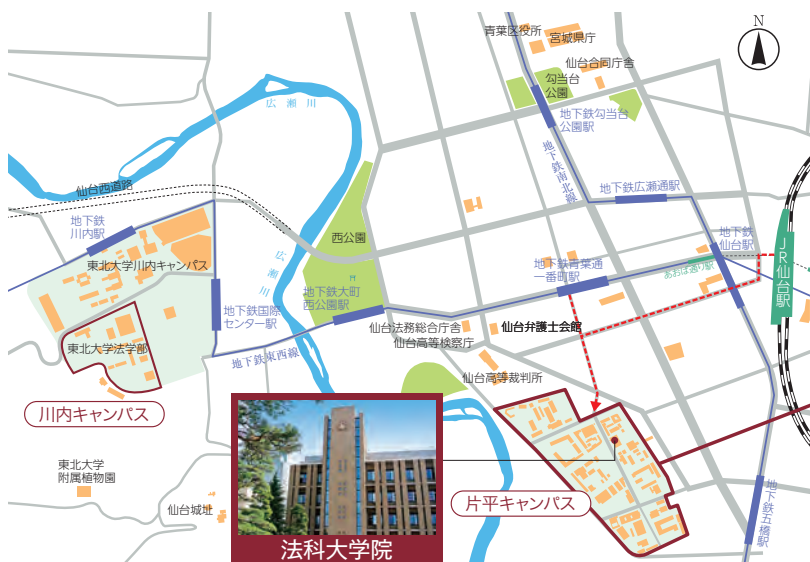 青葉区役所
宮城県庁
N
仙台合同庁舎
勾当台
公園
広瀬川
地下鉄勾当台
公園駅
地下鉄南北線
仙台西道路
地下鉄広瀬通駅
地下鉄
川内駅
西公園
地下鉄
仙台駅
東北大学川内キャンパス
広瀬川
地下鉄青葉通
一番町駅
あおば通り駅
JR仙台駅
地下鉄大町
西公園駅
地下鉄国際
センター駅
仙台法務総合庁舎
仙台弁護士会館
仙台高等検察庁
東北大学法学部
地下鉄東西線
仙台高等裁判所
川内キャンパス
東北大学
附属植物園
仙台城址
片平キャンパス
地下鉄五橋駅
法科大学院